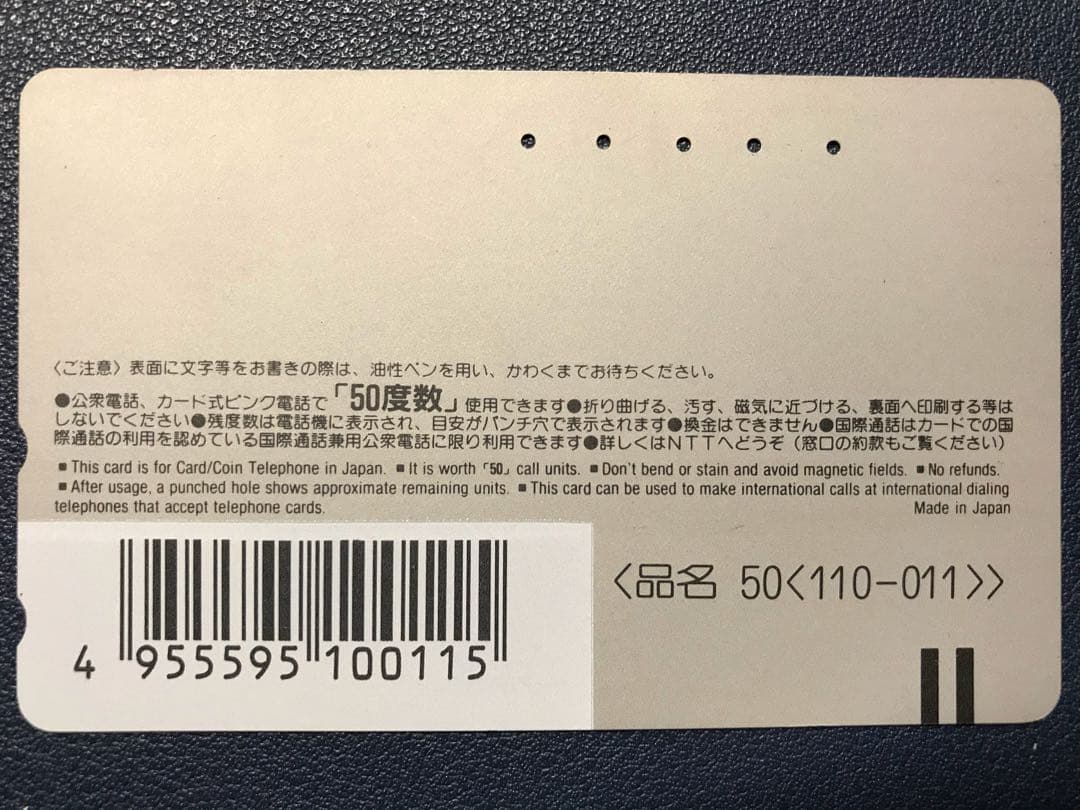 〈ご注意〉表面に文字等をお書きの際は、油性ペンを用い、かわくまでお待ちください。
●公衆電話、カード式ピンク電話で「50度数」使用できます●折り曲げる、汚す、磁気に近づける、裏面へ印刷する等は
しないでください●残度数は電話機に表示され、目安がパンチ穴で表示されます●換金はできません●国際通話はカードでの国
際通話の利用を認めている国際通話兼用公衆電話に限り利用できます●詳しくはNTTへどうぞ（窓口の約款もご覧ください）
■ This card is for Card/Coin Telephone in Japan. ■ It is worth「50」call units. ■ Don't bend or stain and avoid magnetic fields. ■ No refunds.
■ After usage, a punched hole shows approximate remaining units. ■ This card can be used to make international calls at international dialing
telephones that accept telephone cards. Made in Japan
〈品名 50〈110-011〉〉
4 955595 100115